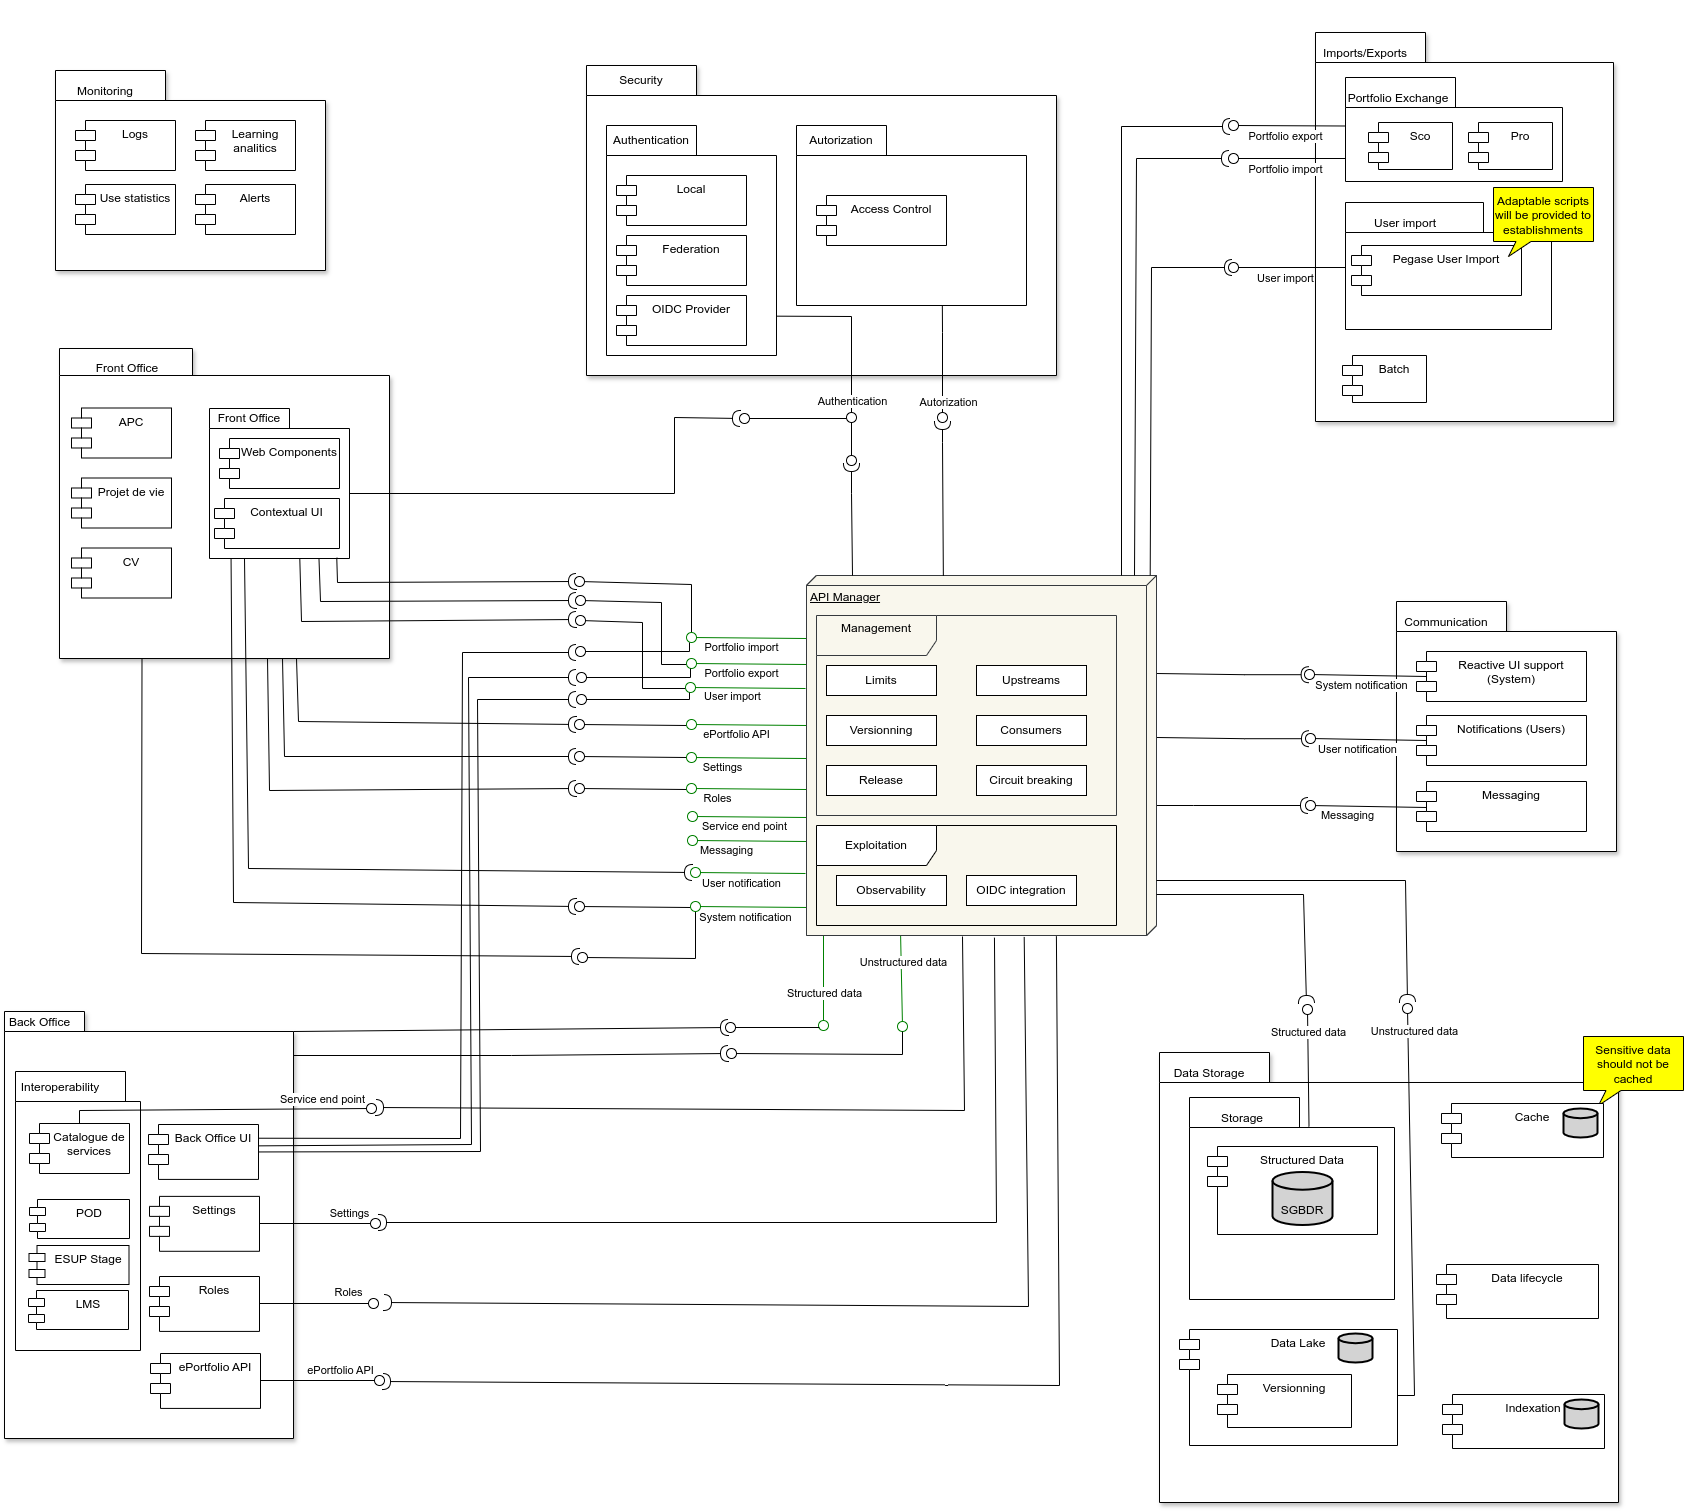 Monitoring
Logs
Learning
analitics
Use statistics
Alerts
Security
Authentication
Local
Federation
OIDC Provider
Autorization
Access Control
Authentication
Autorization
Imports/Exports
Portfolio Exchange
Sco
Pro
Portfolio export
Portfolio import
User import
Adaptable scripts
will be provided to
establishments
Pegase User Import
User import
Batch
Front Office
APC
Projet de vie
CV
Front Office
Web Components
Contextual UI
API Manager
Management
Limits
Upstreams
Versionning
Consumers
Release
Circuit breaking
Exploitation
Observability
OIDC integration
Portfolio import
Portfolio export
User import
ePortfolio API
Settings
Roles
Service end point
Messaging
User notification
System notification
Unstructured data
Structured data
Communication
Reactive UI support
(System)
Notifications (Users)
Messaging
System notification
User notification
Messaging
Back Office
Interoperability
Catalogue de
services
POD
ESUP Stage
LMS
Back Office UI
Settings
Roles
ePortfolio API
Service end point
Settings
Roles
ePortfolio API
Structured data
Unstructured data
Data Storage
Storage
Structured Data
SGBDR
Data Lake
Versionning
Sensitive data
should not be
cached
Cache
Data lifecycle
Indexation